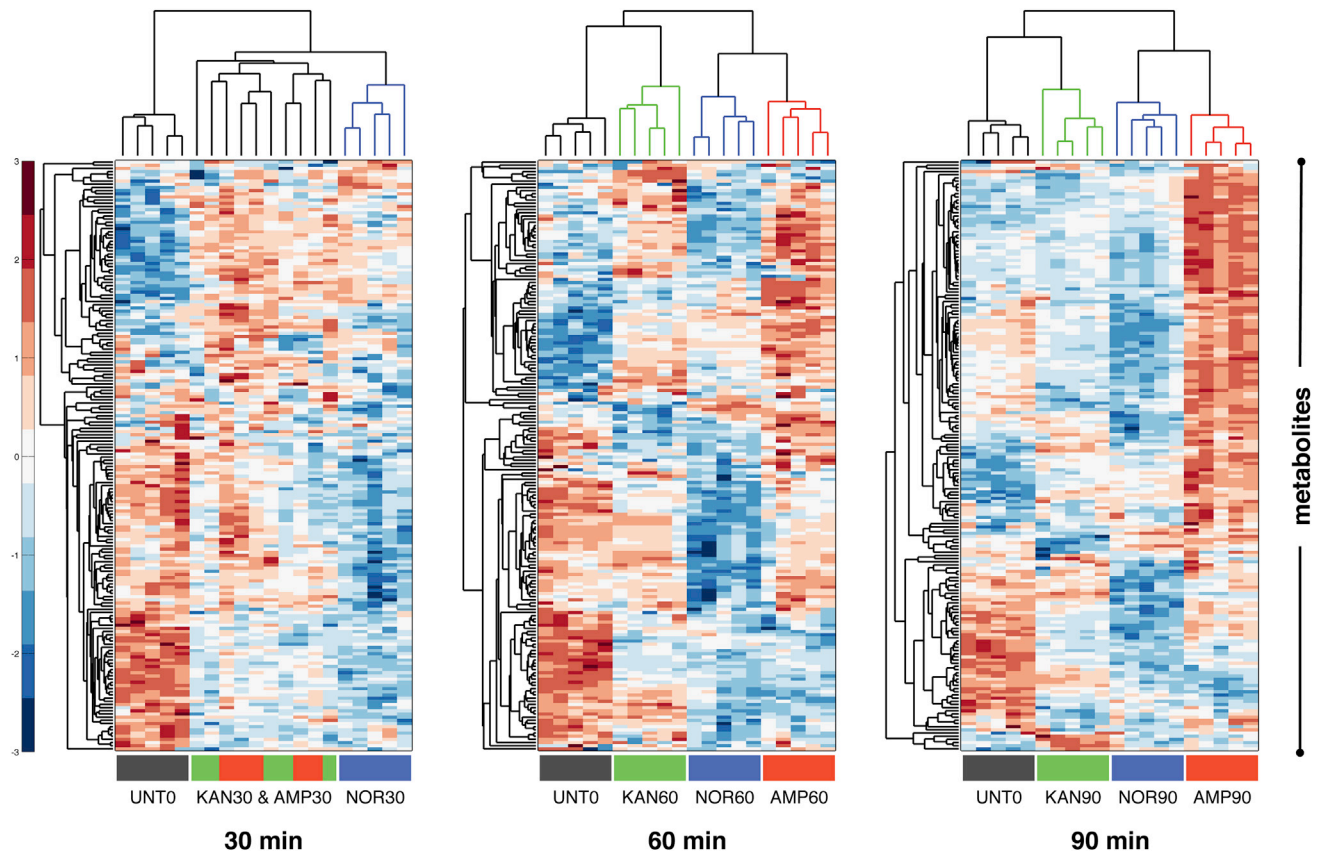 3
2
1
0
-1
-2
-3
metabolites
UNT0 KAN30 & AMP30 NOR30
UNT0 KAN60 NOR60 AMP60
UNT0 KAN90 NOR90 AMP90
30 min
60 min
90 min